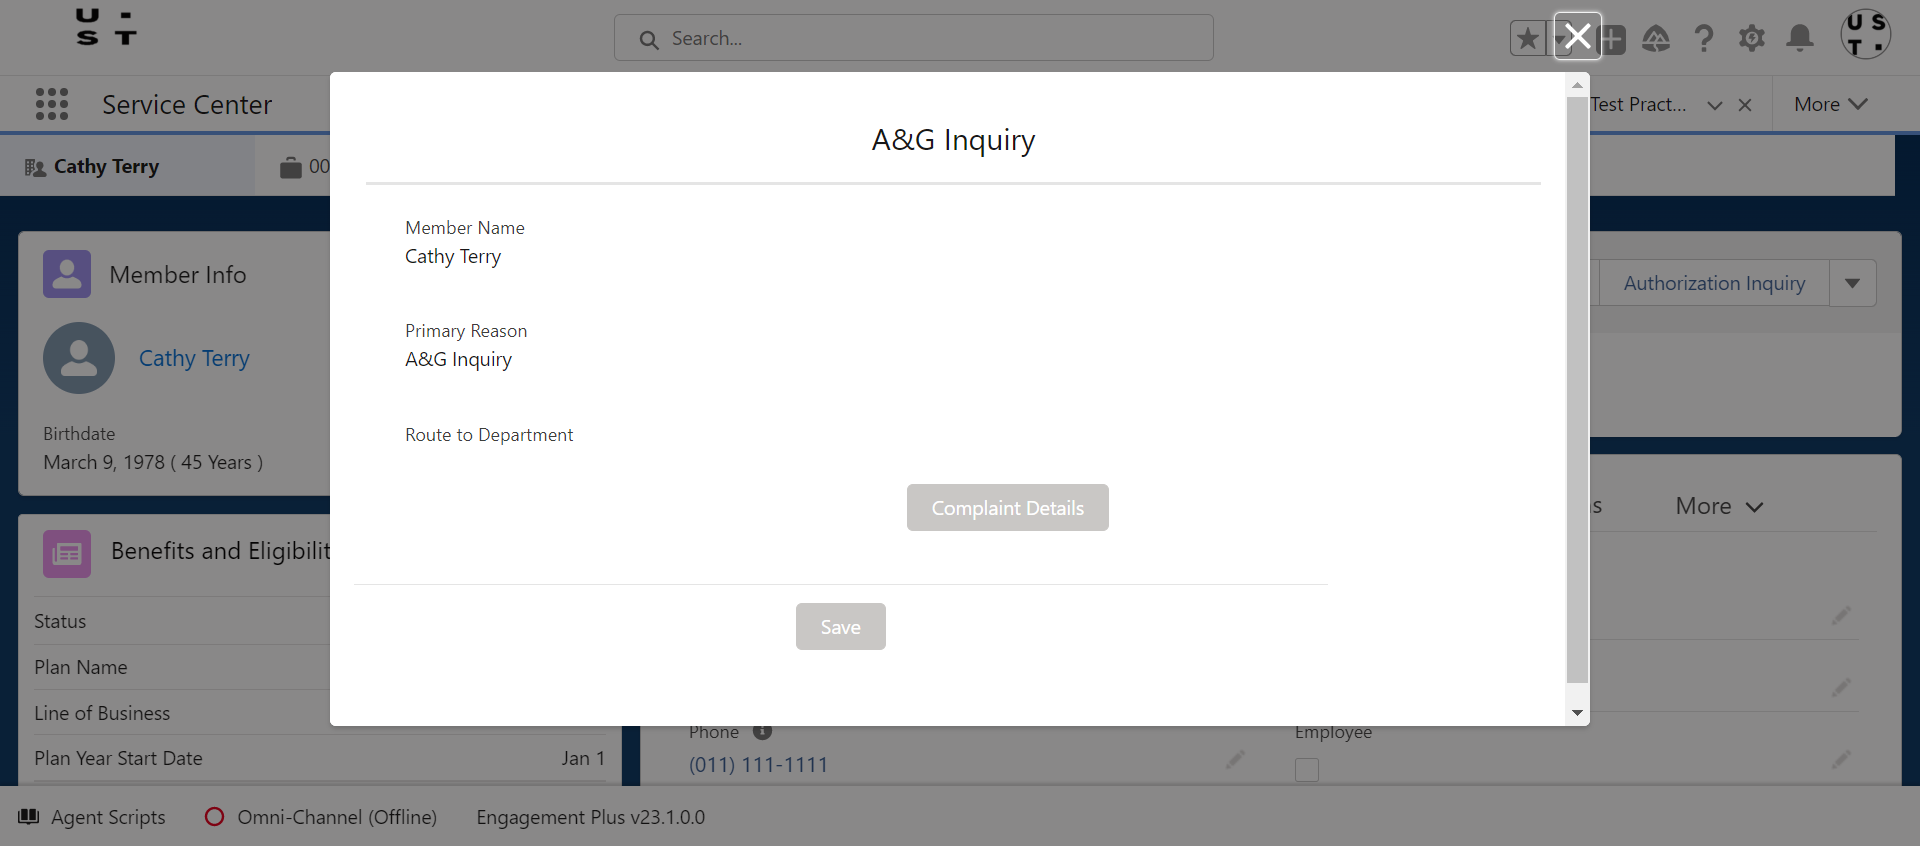 U .
S T
Search...
U S
T .
Service Center
Test Pract...
More
Cathy Terry
00
A&G Inquiry
Member Name
Cathy Terry
Primary Reason
A&G Inquiry
Route to Department
Complaint Details
Save
Member Info
Cathy Terry
Birthdate
March 9, 1978 ( 45 Years )
Authorization Inquiry
Benefits and Eligibilit
Status
Plan Name
Line of Business
Plan Year Start Date
Jan 1
s
More
Phone
(011) 111-1111
Employee
Agent Scripts
Omni-Channel (Offline)
Engagement Plus v23.1.0.0